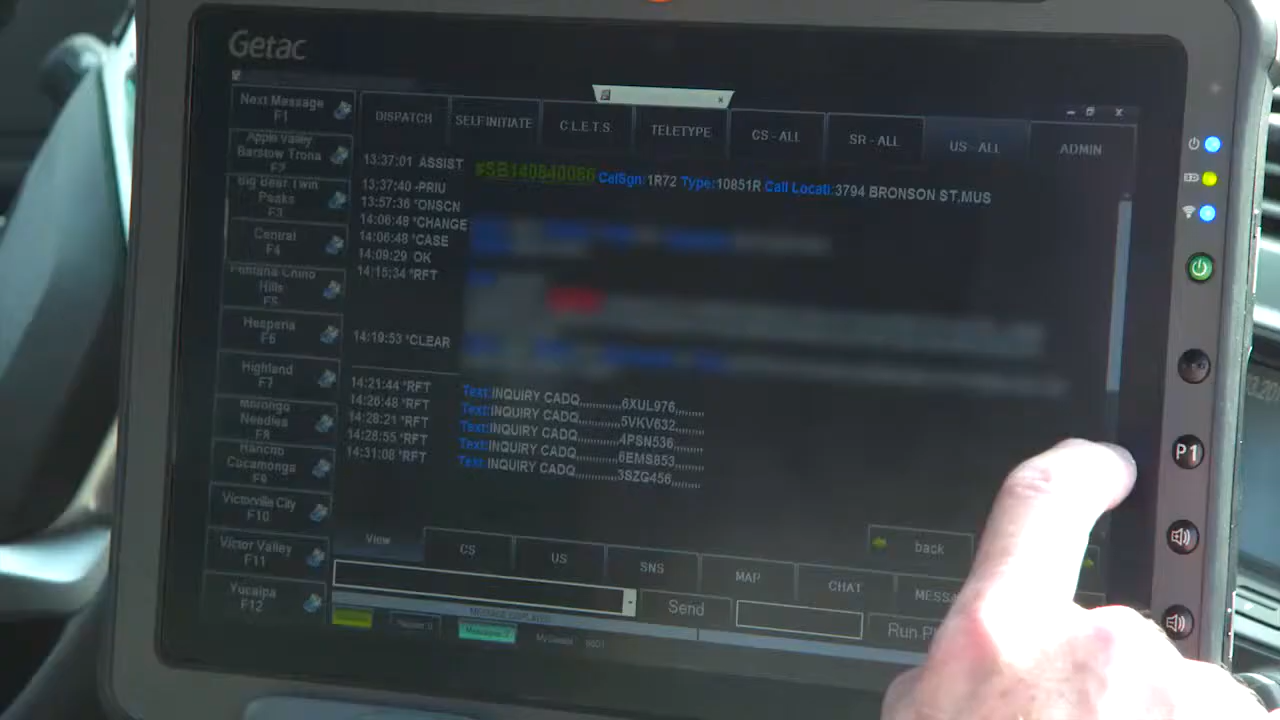 Getac
Next Message
F1
Apple Valley
Barstow Trona
F2
Big Bear Twin
Peaks
F3
Central
F4
Fontana Chino
Hills
F5
Hesperia
F6
Highland
F7
Morongo
Needles
F8
Rancho
Cucamonga
F9
Victorville City
F10
Victor Valley
F11
Yucaipa
F12
DISPATCH
SELFINITIATE
C.L.E.T.S.
TELETYPE
CS - ALL
SR - ALL
US - ALL
ADMIN
13:37:01 ASSIST #SB140840086 CalSgn:1R72 Type:10851R Call Locati:3794 BRONSON ST,MUS
13:37:40 -PRIU
13:57:36 *ONSCN
14:06:48 *CHANGE
14:06:48 *CASE
14:09:29 OK
14:15:34 *RFT
14:19:53 *CLEAR
14:21:44 *RFT Text:INQUIRY CADQ,,,,,,,,,,,,6XUL976,,,,,,,,
14:26:48 *RFT Text:INQUIRY CADQ,,,,,,,,,,,,5VKV632,,,,,,,,
14:28:21 *RFT Text:INQUIRY CADQ,,,,,,,,,,,,4PSN536,,,,,,,,
14:28:55 *RFT Text:INQUIRY CADQ,,,,,,,,,,,,6EMS853,,,,,,,,
14:31:08 *RFT Text:INQUIRY CADQ,,,,,,,,,,,,3SZG456,,,,,,,,
back
View
CS
US
SNS
MAP
CHAT
Send
MESSAGE DISPLAYED
Run
P1